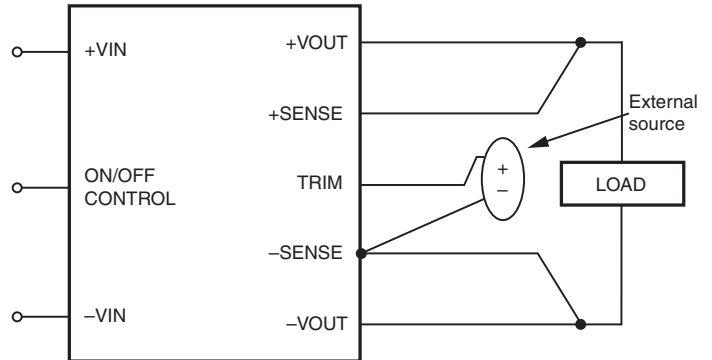 +VIN
ON/OFF
CONTROL
–VIN
+VOUT
+SENSE
TRIM
–SENSE
–VOUT
+
–
External
source
LOAD